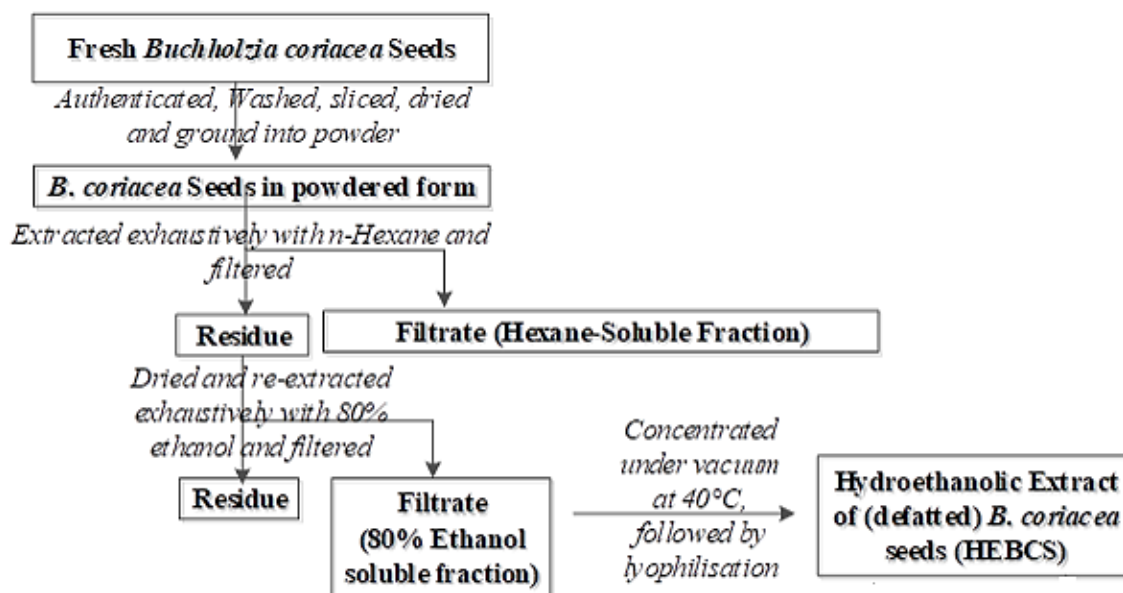 Fresh Buchholzia coriacea Seeds
Authenticated, Washed, sliced, dried
and ground into powder
B. coriacea Seeds in powdered form
Extracted exhaustively with n-Hexane and
filtered
Residue
Filtrate (Hexane-Soluble Fraction)
Dried and re-extracted
exhaustively with 80%
ethanol and filtered
Residue
Filtrate
(80% Ethanol
soluble fraction)
Concentrated
under vacuum
at 40°C,
followed by
lyophilisation
Hydroethanolic Extract
of (defatted) B. coriacea
seeds (HEBCS)